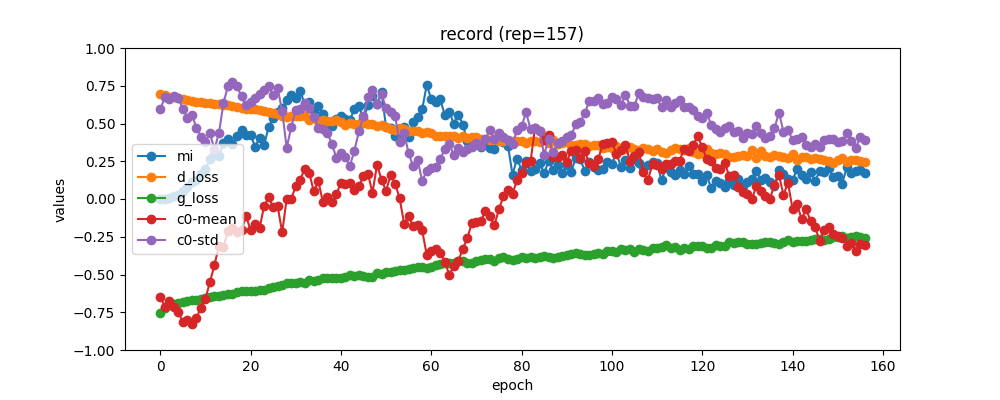 record (rep=157)
values
1.00
0.75
0.50
0.25
0.00
−0.25
−0.50
−0.75
−1.00
mi
d_loss
g_loss
c0-mean
c0-std
0 20 40 60 80 100 120 140 160
epoch